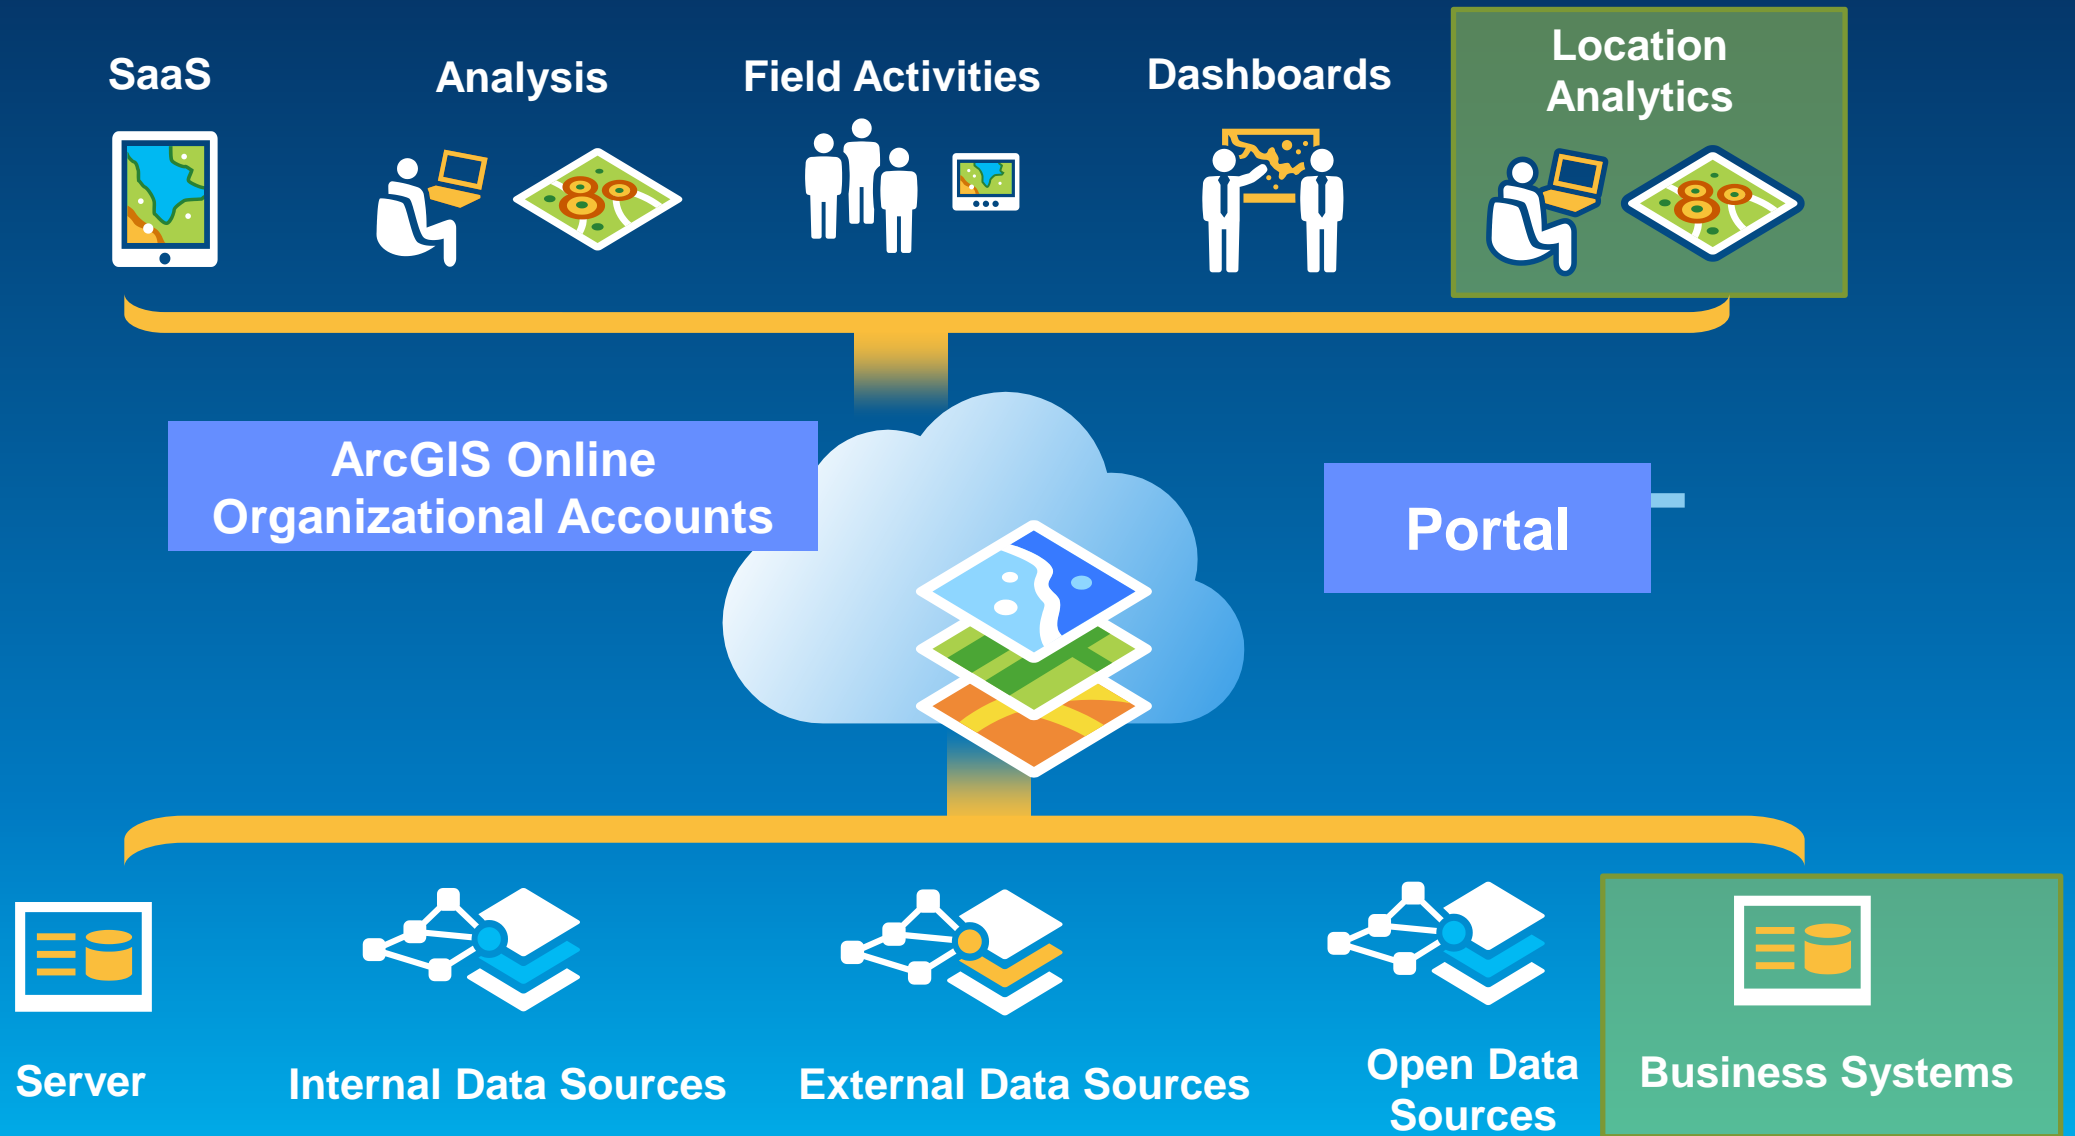 SaaS
Analysis
Field Activities
Dashboards
Location
Analytics
ArcGIS Online
Organizational Accounts
Portal
Server
Internal Data Sources
External Data Sources
Open Data
Sources
Business Systems